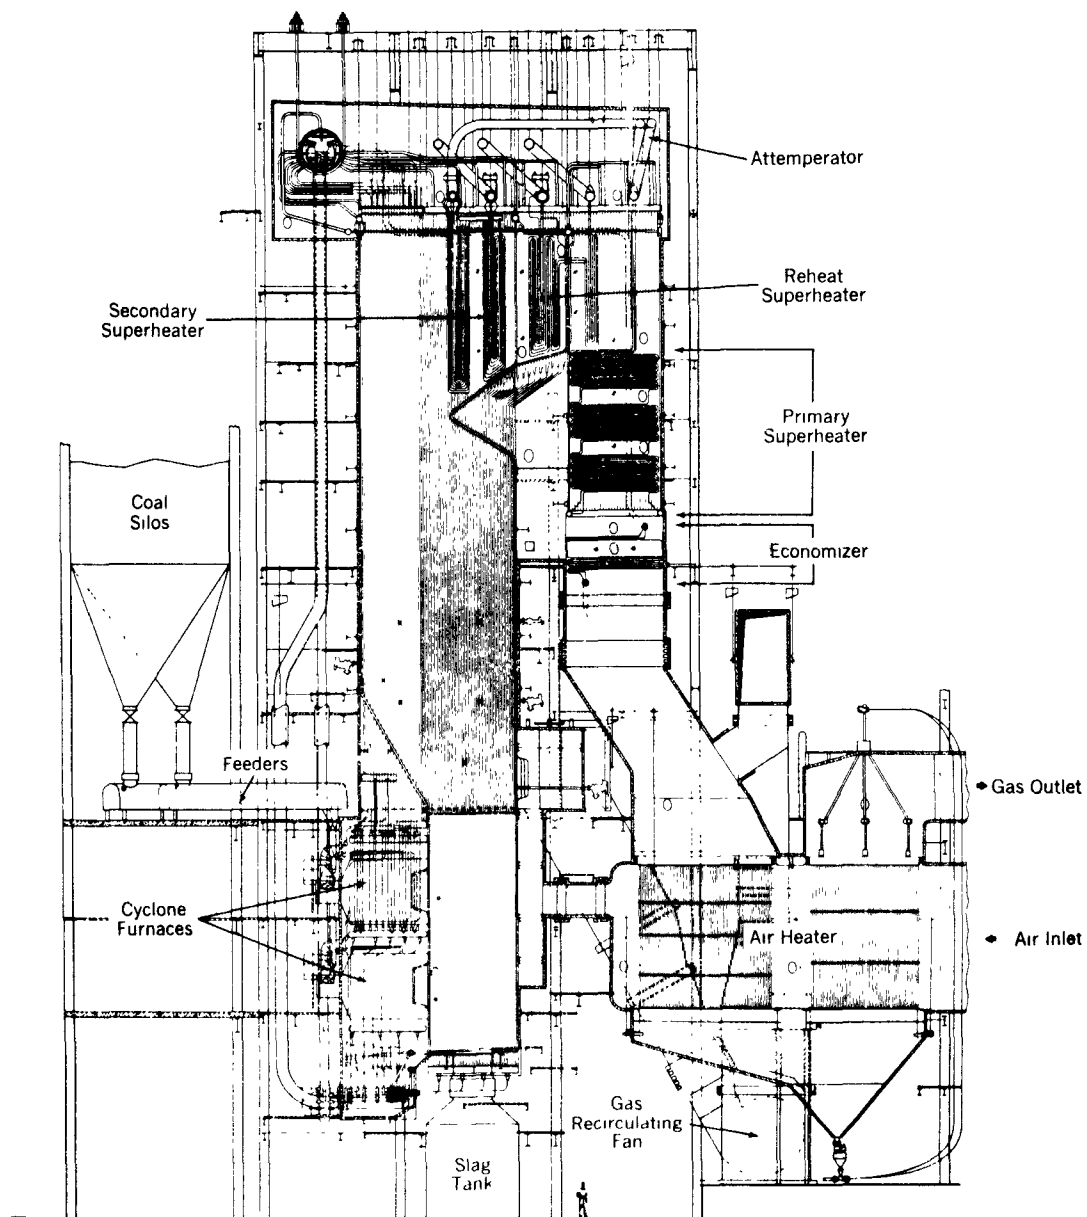 Attemperator
Reheat
Superheater
Secondary
Superheater
Primary
Superheater
Coal
Silos
Economizer
Feeders
Gas Outlet
Cyclone
Furnaces
Air Heater
Air Inlet
Gas
Recirculating
Fan
Slag
Tank